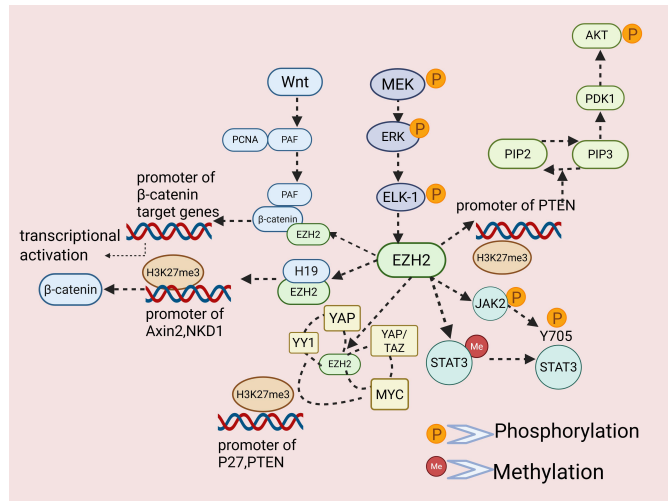 AKT P
PDK1
PIP2
PIP3
promoter of PTEN
H3K27me3
Wnt
PCNA
PAF
PAF
β-catenin
EZH2
MEK P
ERK P
ELK-1 P
EZH2
promoter of
β-catenin
target genes
transcriptional
activation
β-catenin
H3K27me3
promoter of
Axin2,NKD1
H19
EZH2
YAP
YY1
YAP/
TAZ
EZH2
MYC
H3K27me3
promoter of
P27,PTEN
JAK2 P
P
Y705
STAT3
Me
STAT3
P Phosphorylation
Me Methylation